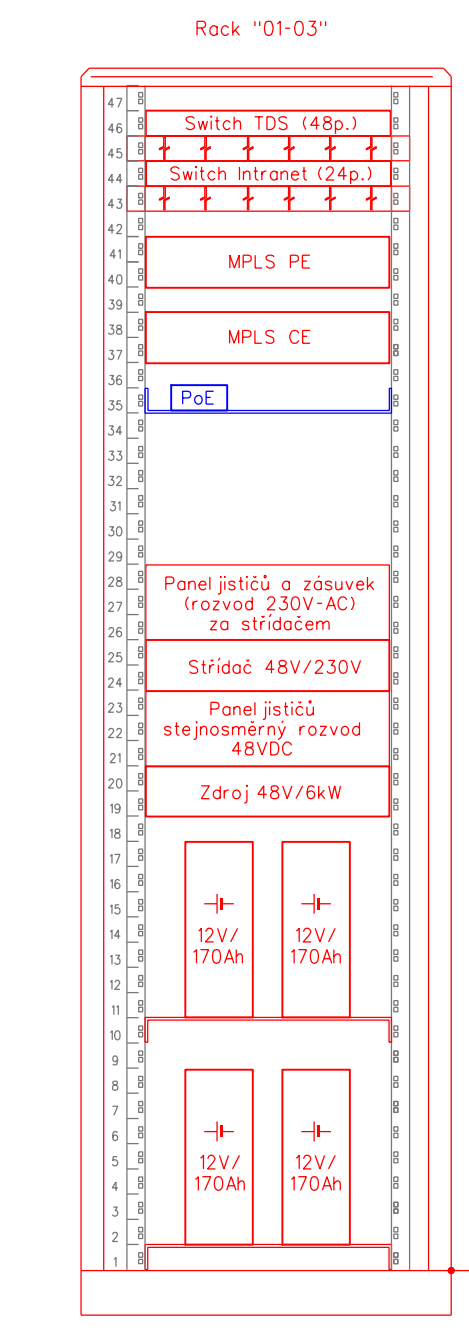 Rack "01-03"
47
46
Switch TDS (48p.)
45
44
Switch Intranet (24p.)
43
42
41
MPLS PE
40
39
38
MPLS CE
37
36
35
PoE
34
33
32
31
30
29
28
Panel jističů a zásuvek
27
(rozvod 230V-AC)
26
za střídačem
25
Střídač 48V/230V
24
23
Panel jističů
22
stejnosměrný rozvod
21
48VDC
20
Zdroj 48V/6kW
19
18
17
16
15
14
12V/ 12V/
13
170Ah 170Ah
12
11
10
9
8
7
6
5
12V/ 12V/
4
170Ah 170Ah
3
2
1